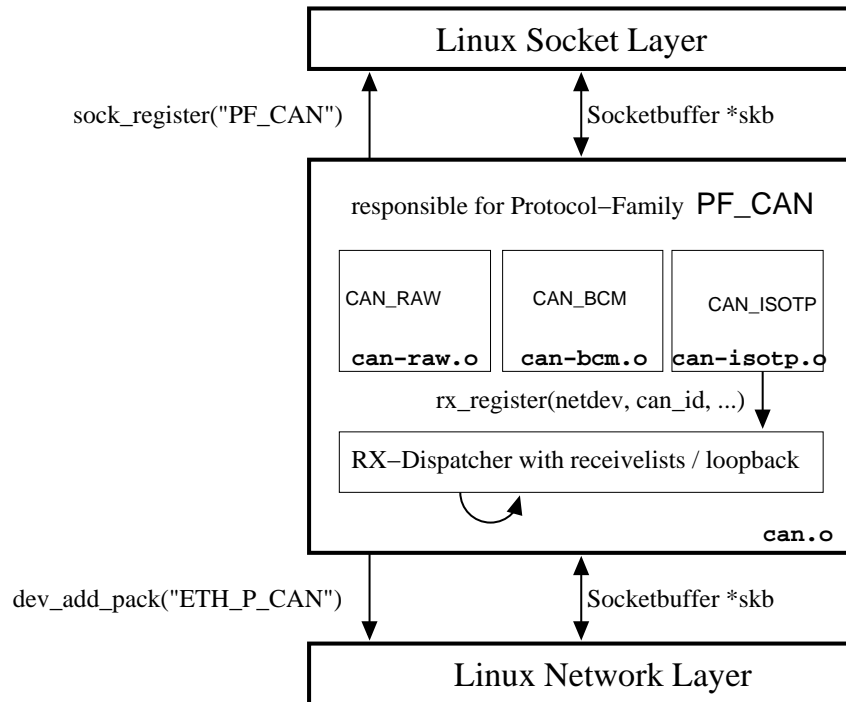 Linux Socket Layer
sock_register("PF_CAN")
Socketbuffer *skb
responsible for Protocol−Family PF_CAN
CAN_RAW
CAN_BCM
CAN_ISOTP
can-raw.o
can-bcm.o
can-isotp.o
rx_register(netdev, can_id, ...)
RX−Dispatcher with receivelists / loopback
can.o
dev_add_pack("ETH_P_CAN")
Socketbuffer *skb
Linux Network Layer